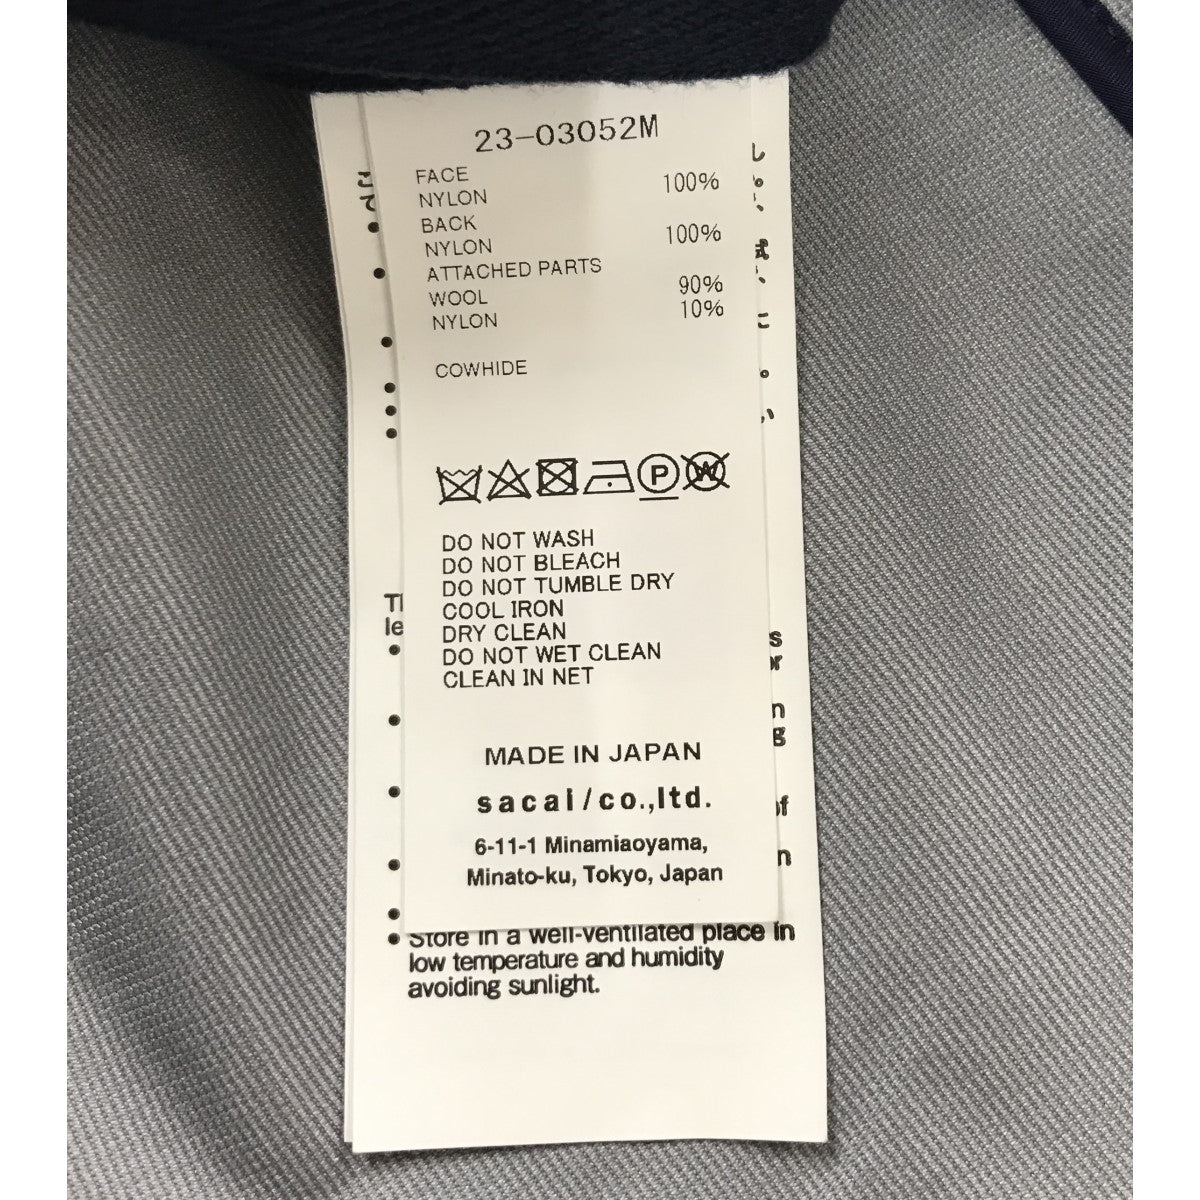 23-03052M
FACE
NYLON 100%
BACK
NYLON 100%
ATTACHED PARTS
WOOL 90%
NYLON 10%
COWHIDE
P W
DO NOT WASH
DO NOT BLEACH
DO NOT TUMBLE DRY
COOL IRON
DRY CLEAN
DO NOT WET CLEAN
CLEAN IN NET
MADE IN JAPAN
sacai/co.,ltd.
6-11-1 Minamiaoyama,
Minato-ku, Tokyo, Japan
• Store in a well-ventilated place in
low temperature and humidity
avoiding sunlight.